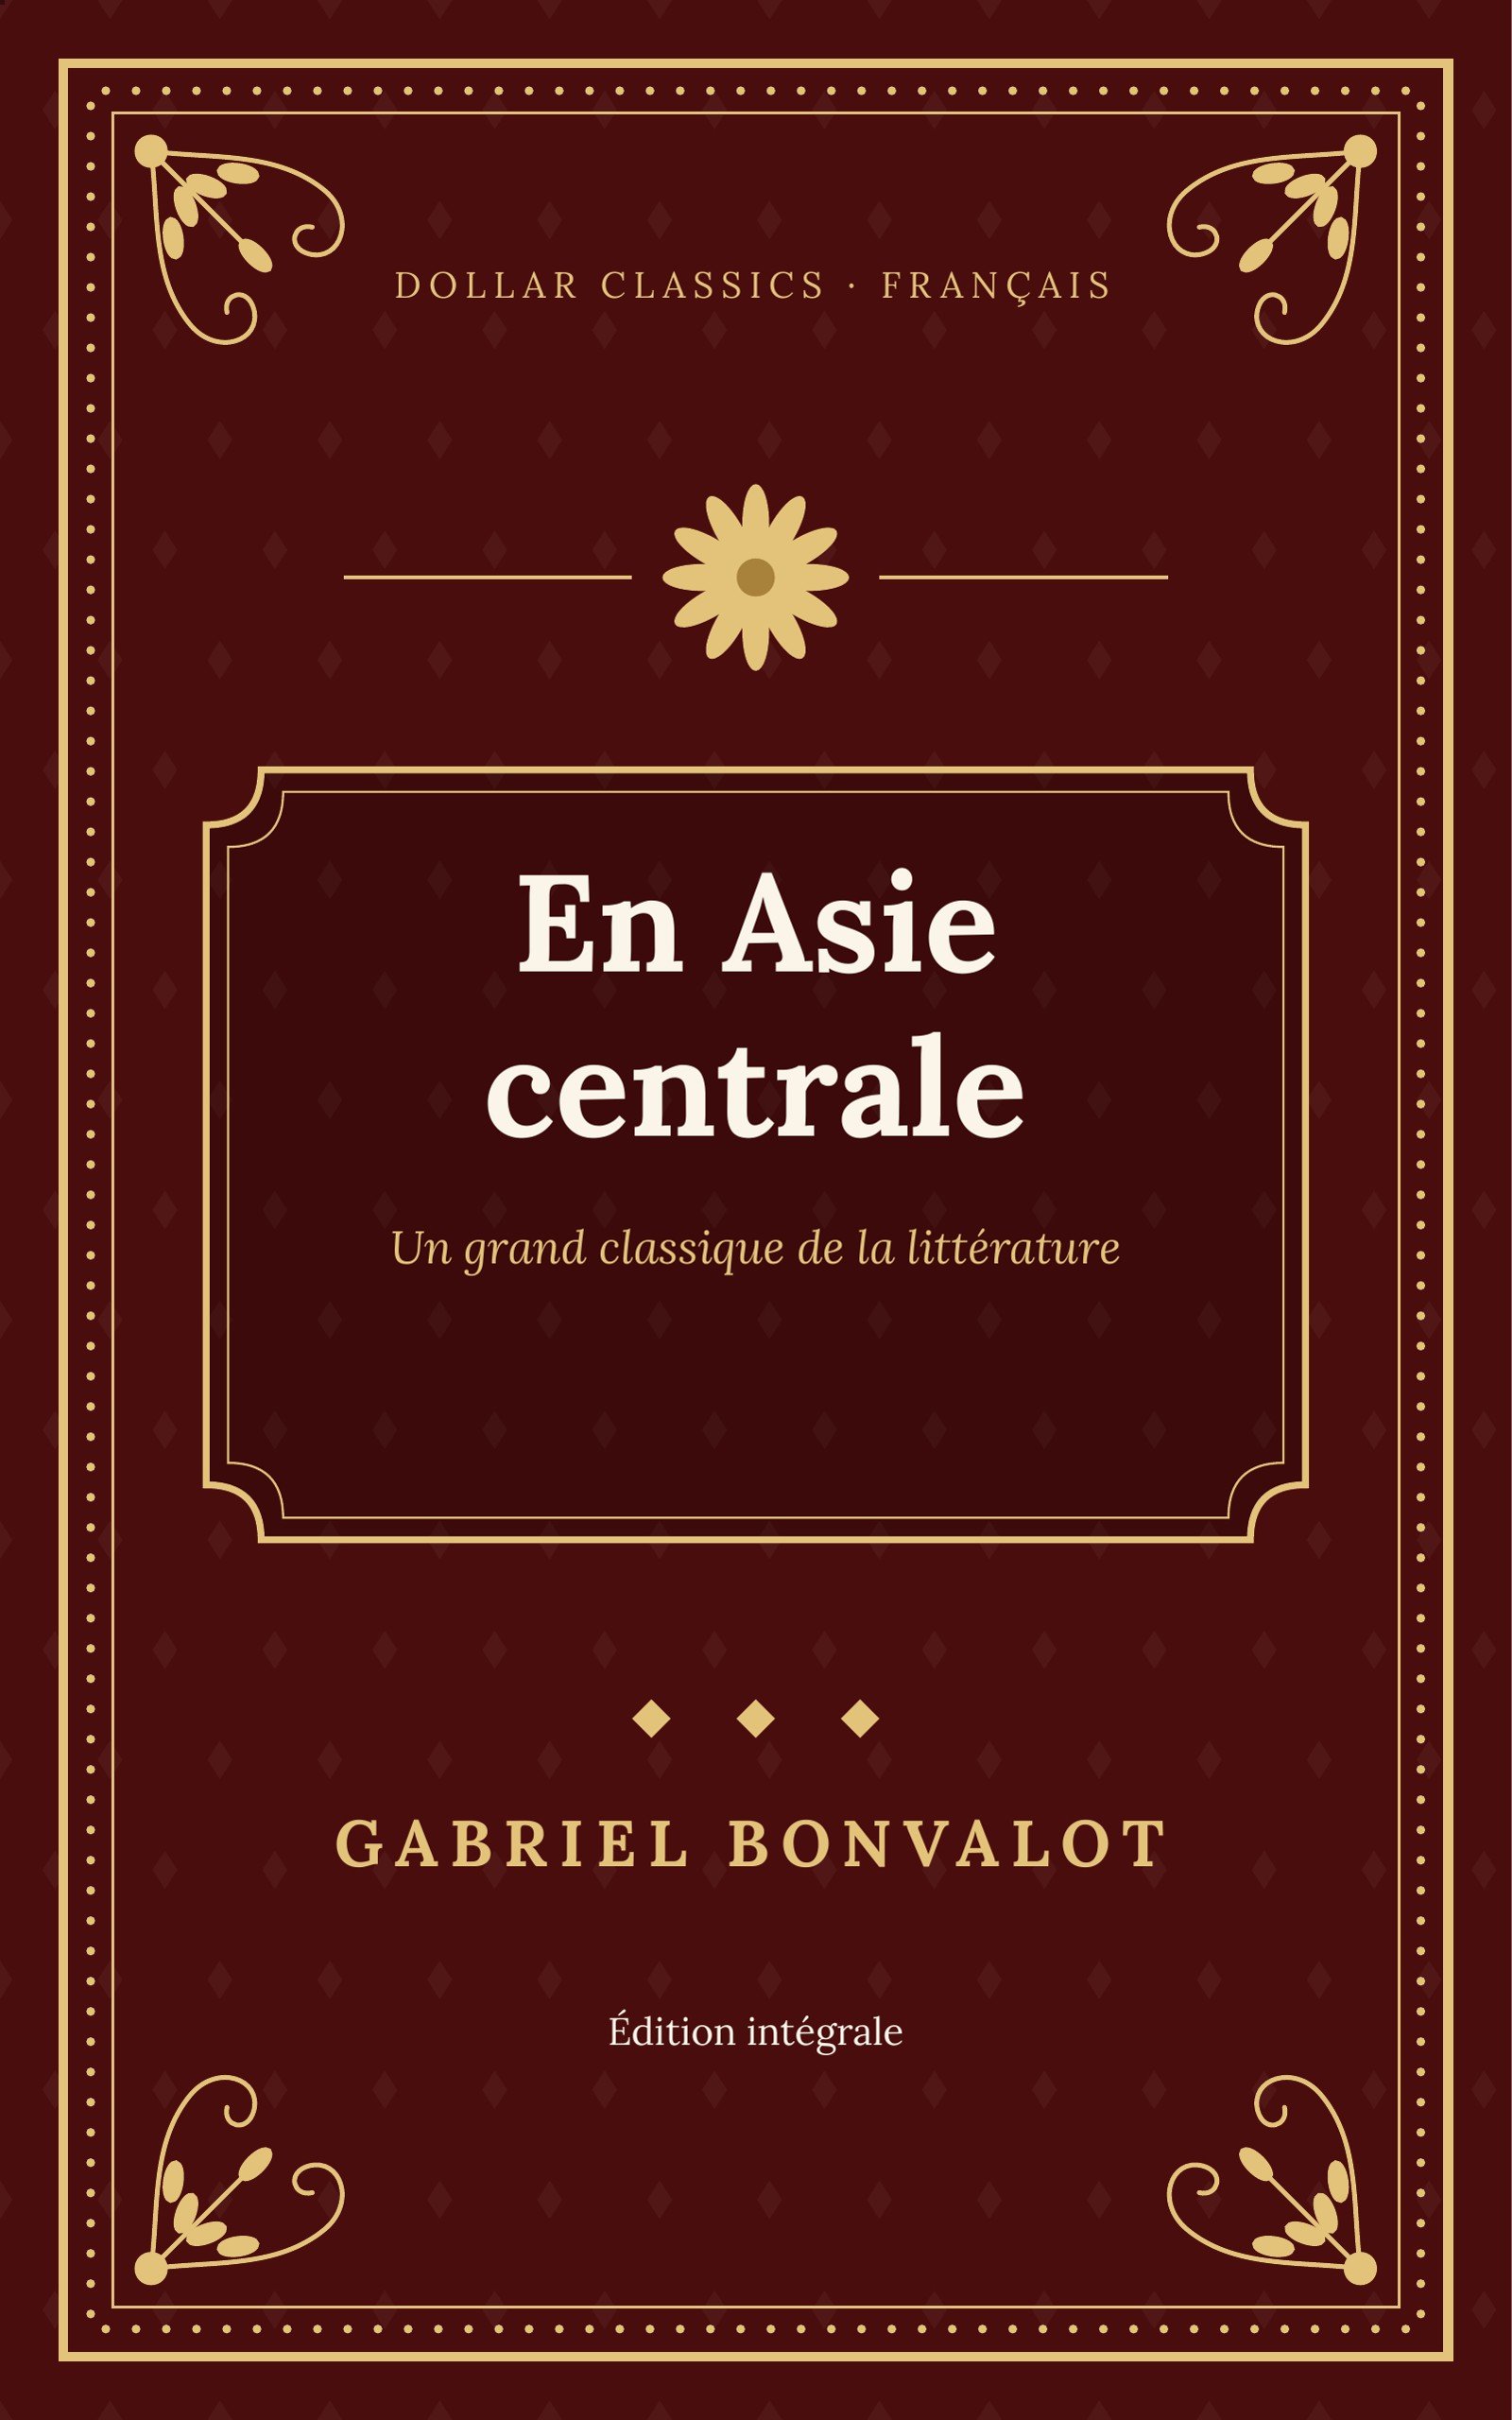 DOLLAR CLASSICS · FRANÇAIS
En Asie
centrale
Un grand classique de la littérature
GABRIEL BONVALOT
Édition intégrale